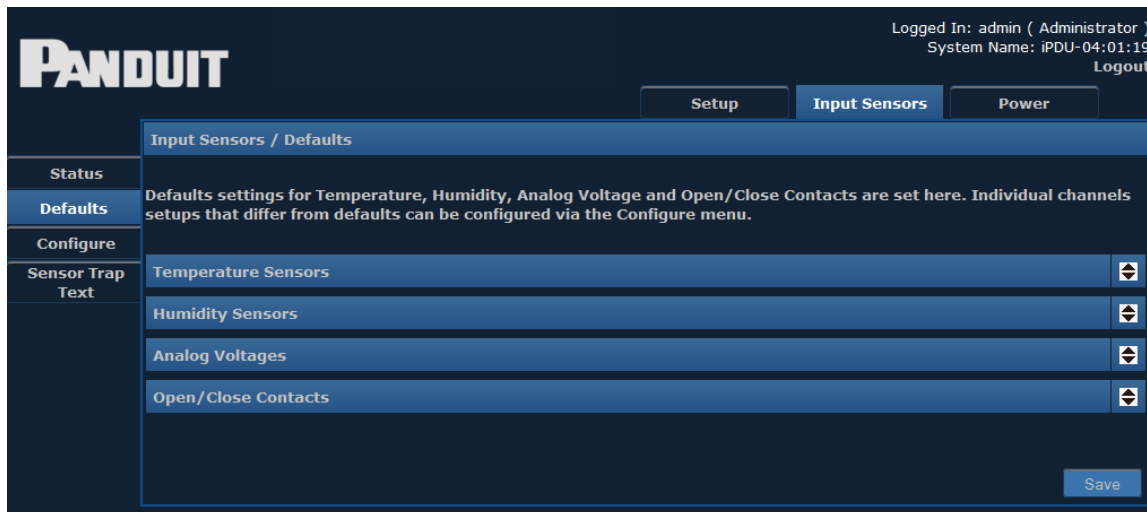 PANDUIT
Logged In: admin ( Administrator )
System Name: iPDU-04:01:19
Logout
Setup
Input Sensors
Power
Input Sensors / Defaults
Status
Defaults
Configure
Sensor Trap
Text
Defaults settings for Temperature, Humidity, Analog Voltage and Open/Close Contacts are set here. Individual channels
setups that differ from defaults can be configured via the Configure menu.
Temperature Sensors
Humidity Sensors
Analog Voltages
Open/Close Contacts
Save